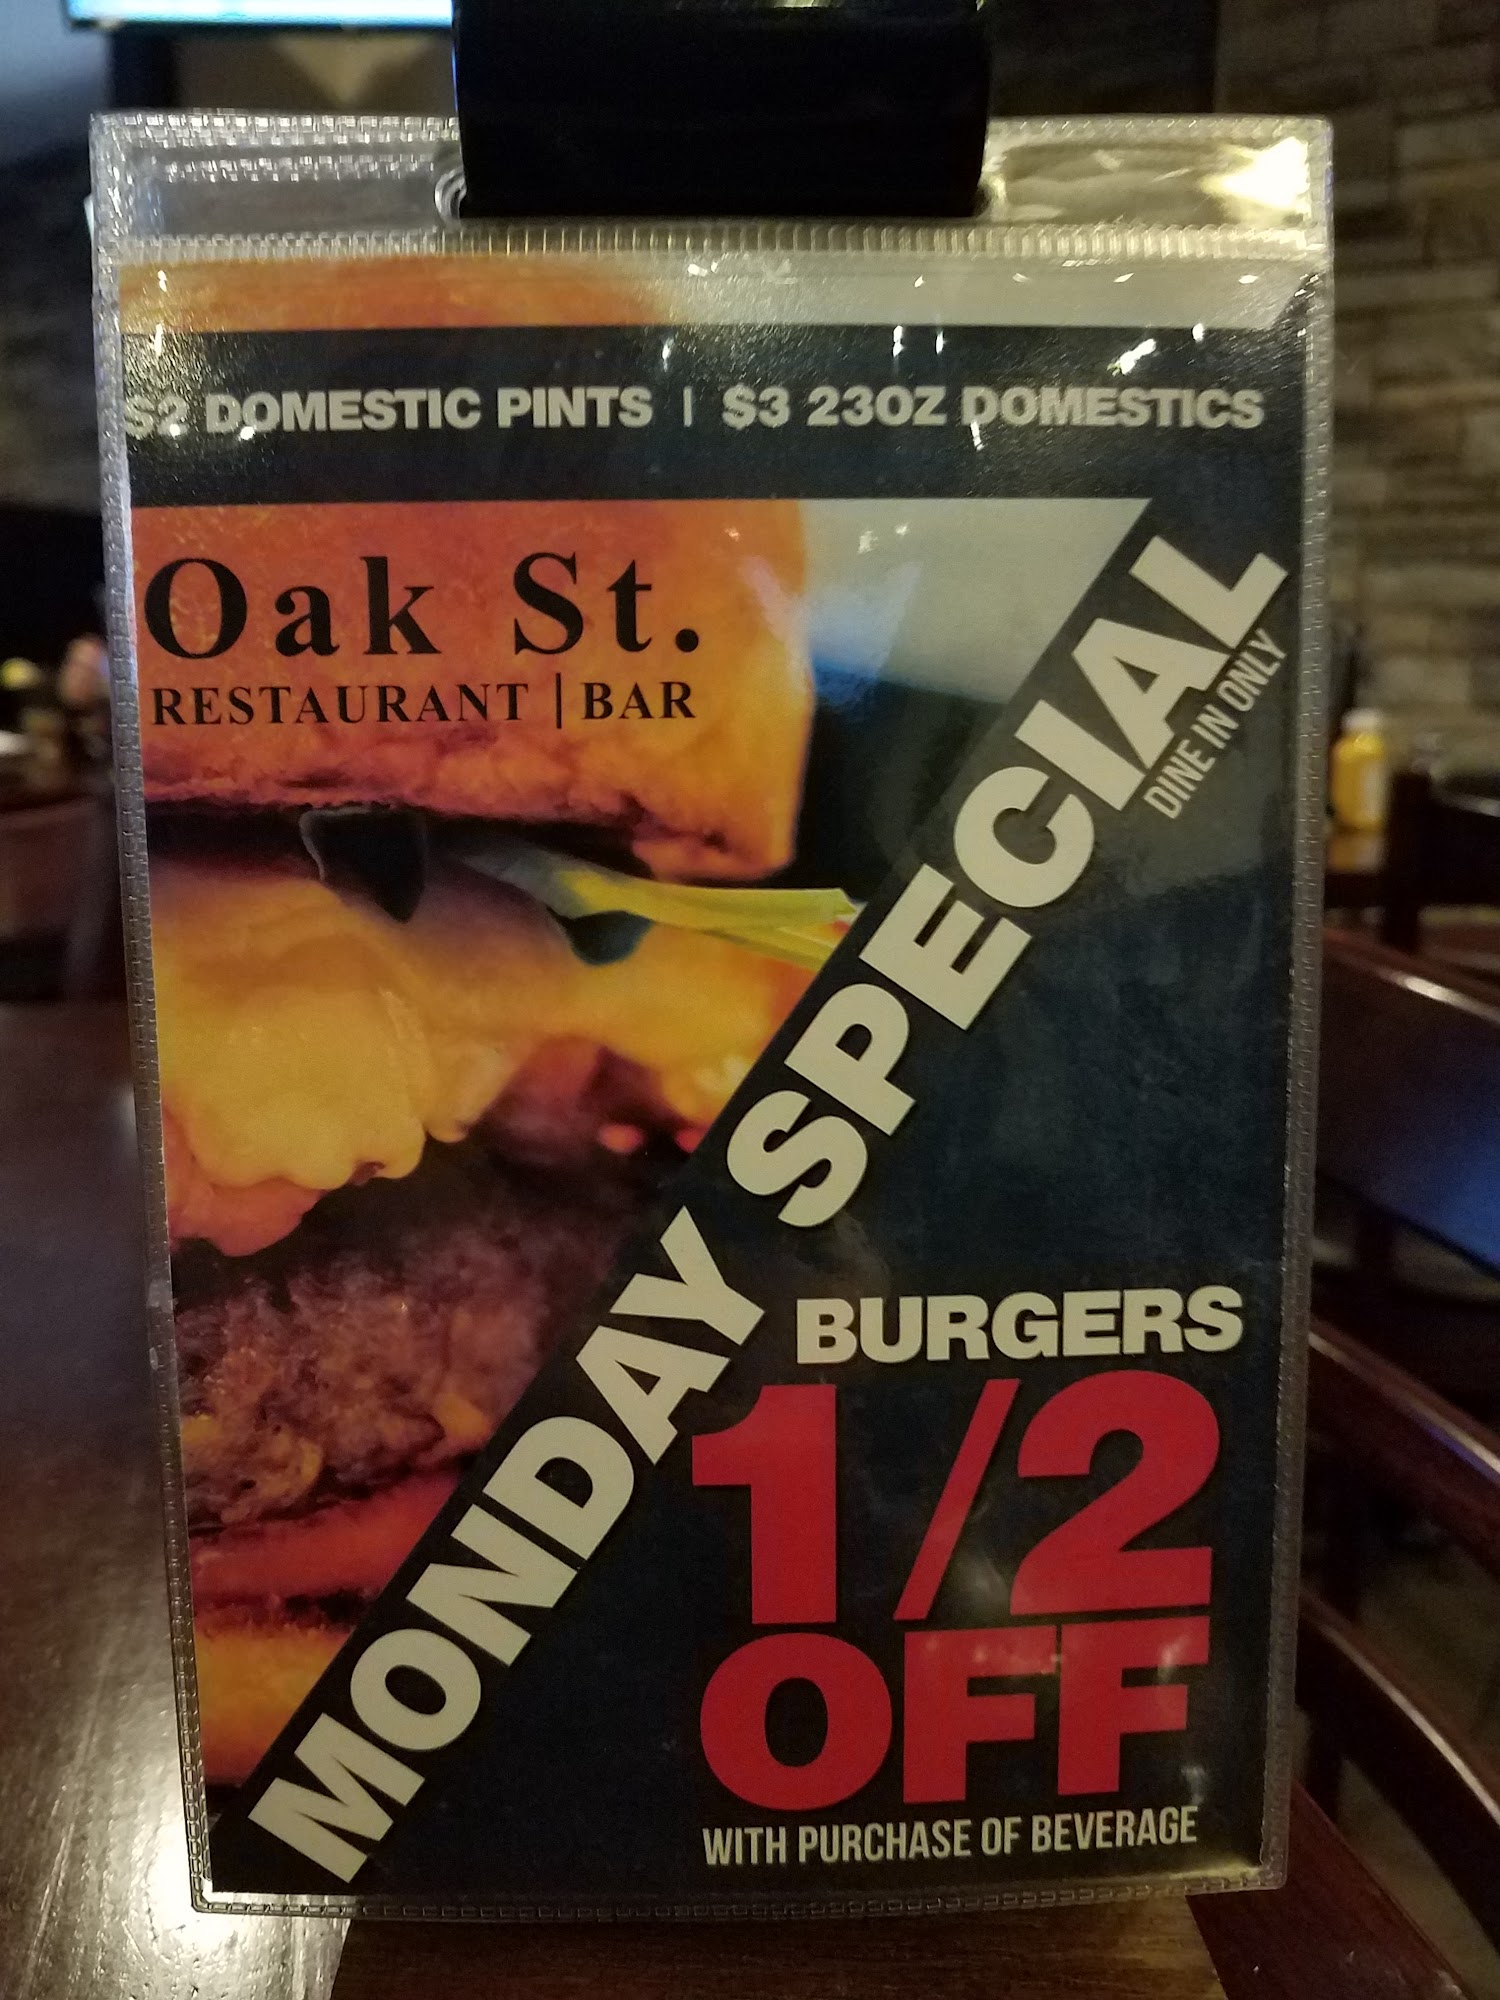 $2 DOMESTIC PINTS | $3 23OZ DOMESTICS
Oak St.
RESTAURANT | BAR
MONDAY SPECIAL
DINE IN ONLY
BURGERS
1/2
OFF
WITH PURCHASE OF BEVERAGE